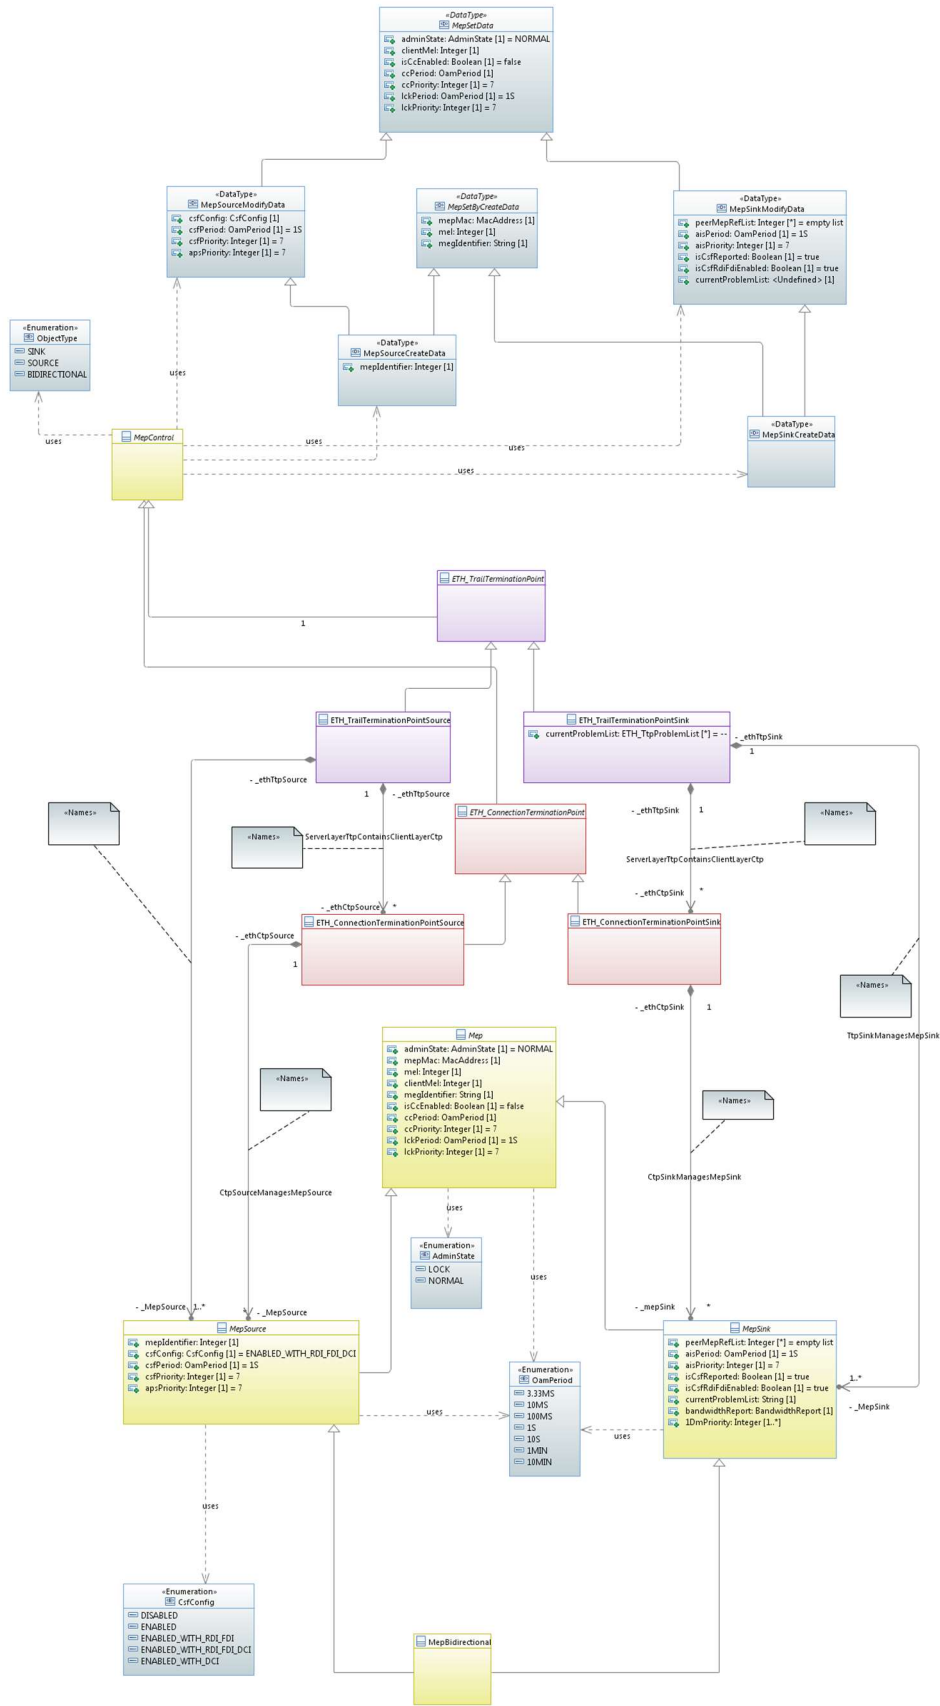 «DataType»
MepSetData
adminState: AdminState [1] = NORMAL
clientMel: Integer [1]
isCcEnabled: Boolean [1] = false
ccPeriod: OamPeriod [1]
ccPriority: Integer [1] = 7
lckPeriod: OamPeriod [1] = 1S
lckPriority: Integer [1] = 7
«DataType»
MepSourceModifyData
csfConfig: CsfConfig [1]
csfPeriod: OamPeriod [1] = 1S
csfPriority: Integer [1] = 7
apsPriority: Integer [1] = 7
«DataType»
MepSetByCreateData
mepMac: MacAddress [1]
mel: Integer [1]
megIdentifier: String [1]
«DataType»
MepSinkModifyData
peerMepRefList: Integer [*] = empty list
aisPeriod: OamPeriod [1] = 1S
aisPriority: Integer [1] = 7
isCsfReported: Boolean [1] = true
isCsfRdiFdiEnabled: Boolean [1] = true
currentProblemList: <Undefined> [1]
«Enumeration»
ObjectType
SINK
SOURCE
BIDIRECTIONAL
«DataType»
MepSourceCreateData
mepIdentifier: Integer [1]
uses
«DataType»
MepSinkCreateData
uses
MepControl
uses
uses
uses
ETH_TrailTerminationPoint
1
ETH_TrailTerminationPointSource
ETH_TrailTerminationPointSink
currentProblemList: ETH_TtpProblemList [*] = --
- _ethTtpSink
1
- _ethTtpSource
1
- _ethTtpSource
«Names»
«Names»
ServerLayerTtpContainsClientLayerCtp
ETH_ConnectionTerminationPoint
- _ethTtpSink
1
«Names»
ServerLayerTtpContainsClientLayerCtp
- _ethCtpSource
*
- _ethCtpSink
*
ETH_ConnectionTerminationPointSource
ETH_ConnectionTerminationPointSink
- _ethCtpSource
1
- _ethCtpSink
1
«Names»
TtpSinkManagesMepSink
Mep
adminState: AdminState [1] = NORMAL
mepMac: MacAddress [1]
mel: Integer [1]
clientMel: Integer [1]
megIdentifier: String [1]
isCcEnabled: Boolean [1] = false
ccPeriod: OamPeriod [1]
ccPriority: Integer [1] = 7
lckPeriod: OamPeriod [1] = 1S
lckPriority: Integer [1] = 7
«Names»
«Names»
CtpSourceManagesMepSource
CtpSinkManagesMepSink
uses
«Enumeration»
AdminState
LOCK
NORMAL
uses
- _MepSource
1..*
*
- _MepSource
- _mepSink
*
MepSource
mepIdentifier: Integer [1]
csfConfig: CsfConfig [1] = ENABLED_WITH_RDI_FDI_DCI
csfPeriod: OamPeriod [1] = 1S
csfPriority: Integer [1] = 7
apsPriority: Integer [1] = 7
MepSink
peerMepRefList: Integer [*] = empty list
aisPeriod: OamPeriod [1] = 1S
aisPriority: Integer [1] = 7
isCsfReported: Boolean [1] = true
isCsfRdiFdiEnabled: Boolean [1] = true
currentProblemList: String [1]
bandwidthReport: BandwidthReport [1]
1DmPriority: Integer [1..*]
1..*
- _MepSink
«Enumeration»
OamPeriod
3.33MS
10MS
100MS
1S
10S
1MIN
10MIN
uses
uses
uses
«Enumeration»
CsfConfig
DISABLED
ENABLED
ENABLED_WITH_RDI_FDI
ENABLED_WITH_RDI_FDI_DCI
ENABLED_WITH_DCI
MepBidirectional